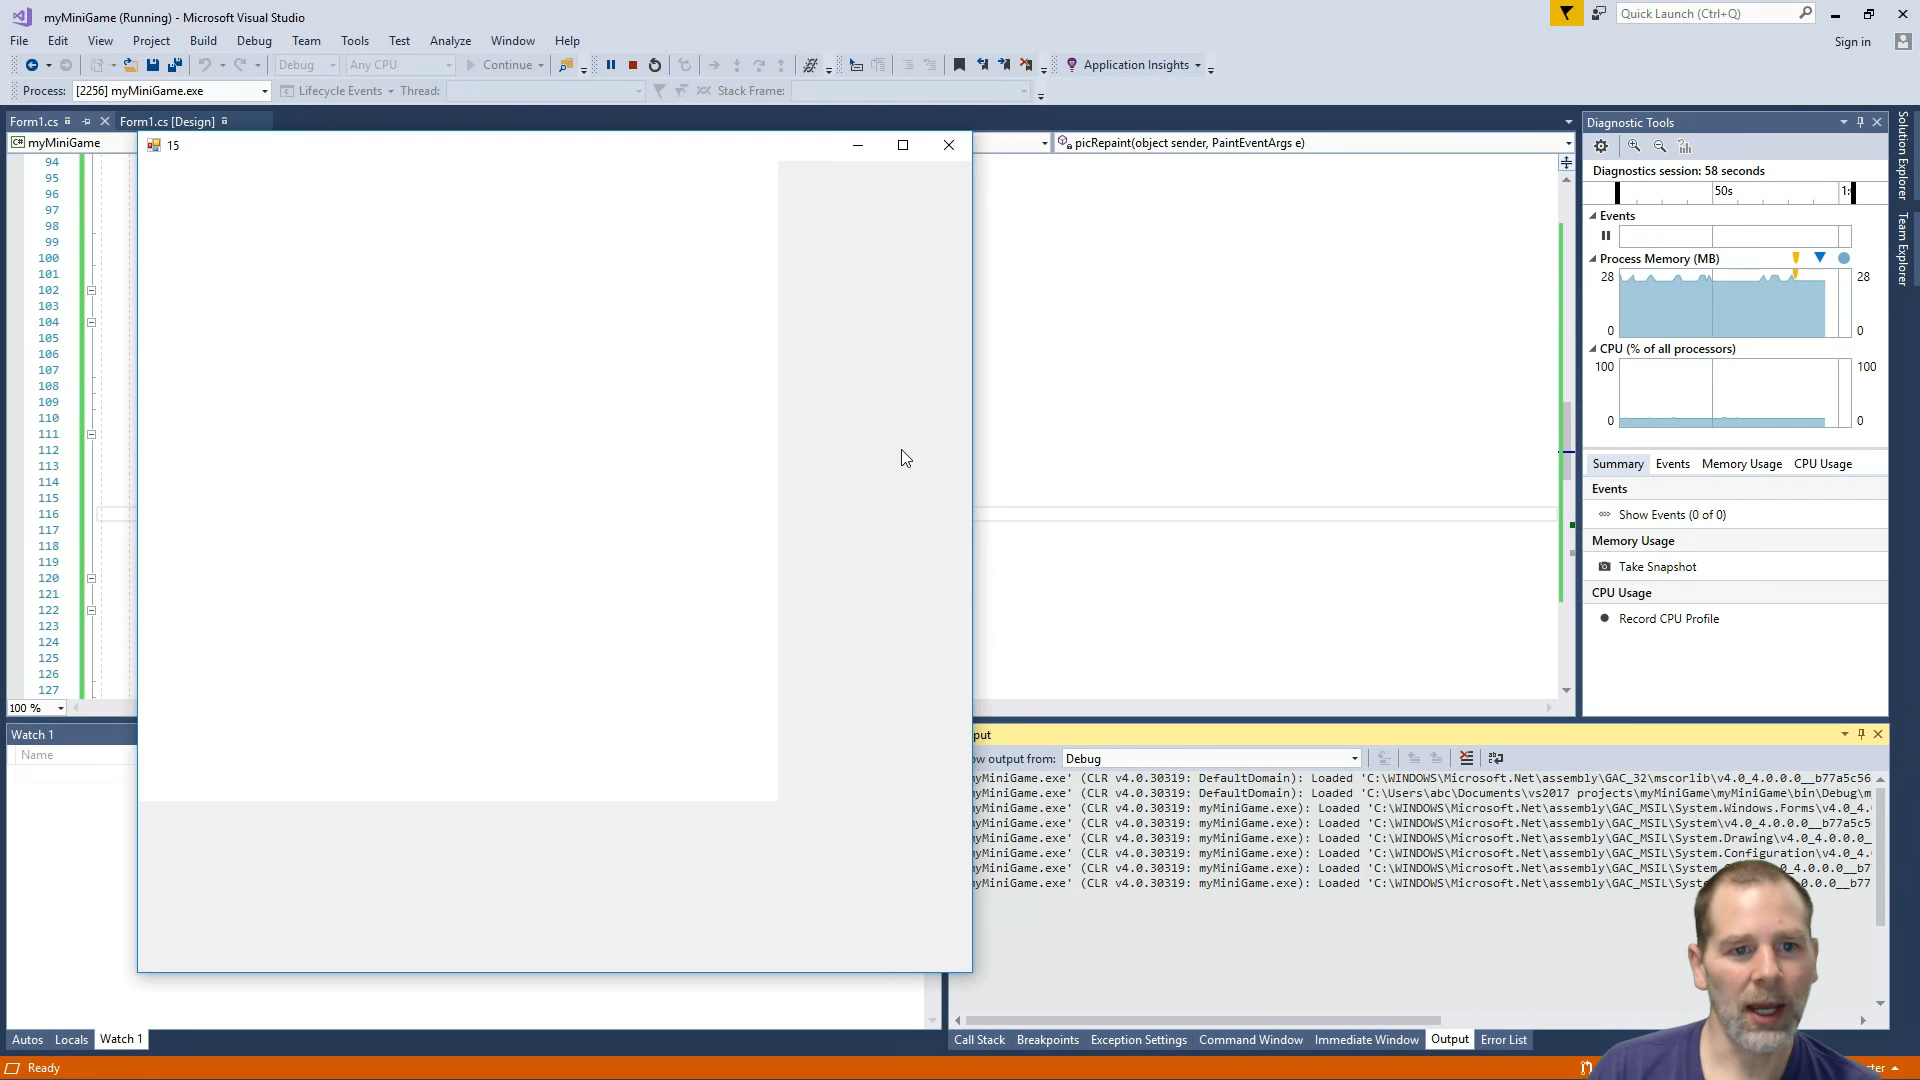 myMiniGame (Running) - Microsoft Visual Studio
Quick Launch (Ctrl+Q)
File Edit View Project Build Debug Team Tools Test Analyze Window Help
Sign in
Debug Any CPU Continue Application Insights
Process: [2256] myMiniGame.exe Lifecycle Events Thread: Stack Frame:
Form1.cs Form1.cs [Design]
myMiniGame
picRepaint(object sender, PaintEventArgs e)
15
94
95
96
97
98
99
100
101
102
103
104
105
106
107
108
109
110
111
112
113
114
115
116
117
118
119
120
121
122
123
124
125
126
127
100 %
Diagnostic Tools
Diagnostics session: 58 seconds
50s 1:
Events
Process Memory (MB)
28 28
0 0
CPU (% of all processors)
100 100
0 0
Summary Events Memory Usage CPU Usage
Events
Show Events (0 of 0)
Memory Usage
Take Snapshot
CPU Usage
Record CPU Profile
Solution Explorer
Team Explorer
Watch 1
Name
Autos Locals Watch 1
put
ow output from: Debug
myMiniGame.exe' (CLR v4.0.30319: DefaultDomain): Loaded 'C:\WINDOWS\Microsoft.Net\assembly\GAC_32\mscorlib\v4.0_4.0.0.0__b77a5c56
myMiniGame.exe' (CLR v4.0.30319: DefaultDomain): Loaded 'C:\Users\abc\Documents\vs2017 projects\myMiniGame\myMiniGame\bin\Debug\m
myMiniGame.exe' (CLR v4.0.30319: myMiniGame.exe): Loaded 'C:\WINDOWS\Microsoft.Net\assembly\GAC_MSIL\System.Windows.Forms\v4.0_4.
myMiniGame.exe' (CLR v4.0.30319: myMiniGame.exe): Loaded 'C:\WINDOWS\Microsoft.Net\assembly\GAC_MSIL\System\v4.0_4.0.0.0__b77a5c5
myMiniGame.exe' (CLR v4.0.30319: myMiniGame.exe): Loaded 'C:\WINDOWS\Microsoft.Net\assembly\GAC_MSIL\System.Drawing\v4.0_4.0.0.0__
myMiniGame.exe' (CLR v4.0.30319: myMiniGame.exe): Loaded 'C:\WINDOWS\Microsoft.Net\assembly\GAC_MSIL\System.Configuration\v4.0_4.
myMiniGame.exe' (CLR v4.0.30319: myMiniGame.exe): Loaded 'C:\WINDOWS\Microsoft.Net\assembly\GAC_MSIL\System.
myMiniGame.exe' (CLR v4.0.30319: myMiniGame.exe): Loaded 'C:\WINDOWS\Microsoft.Net\assembly\GAC_MSIL\Syste
Call Stack Breakpoints Exception Settings Command Window Immediate Window Output Error List
Ready